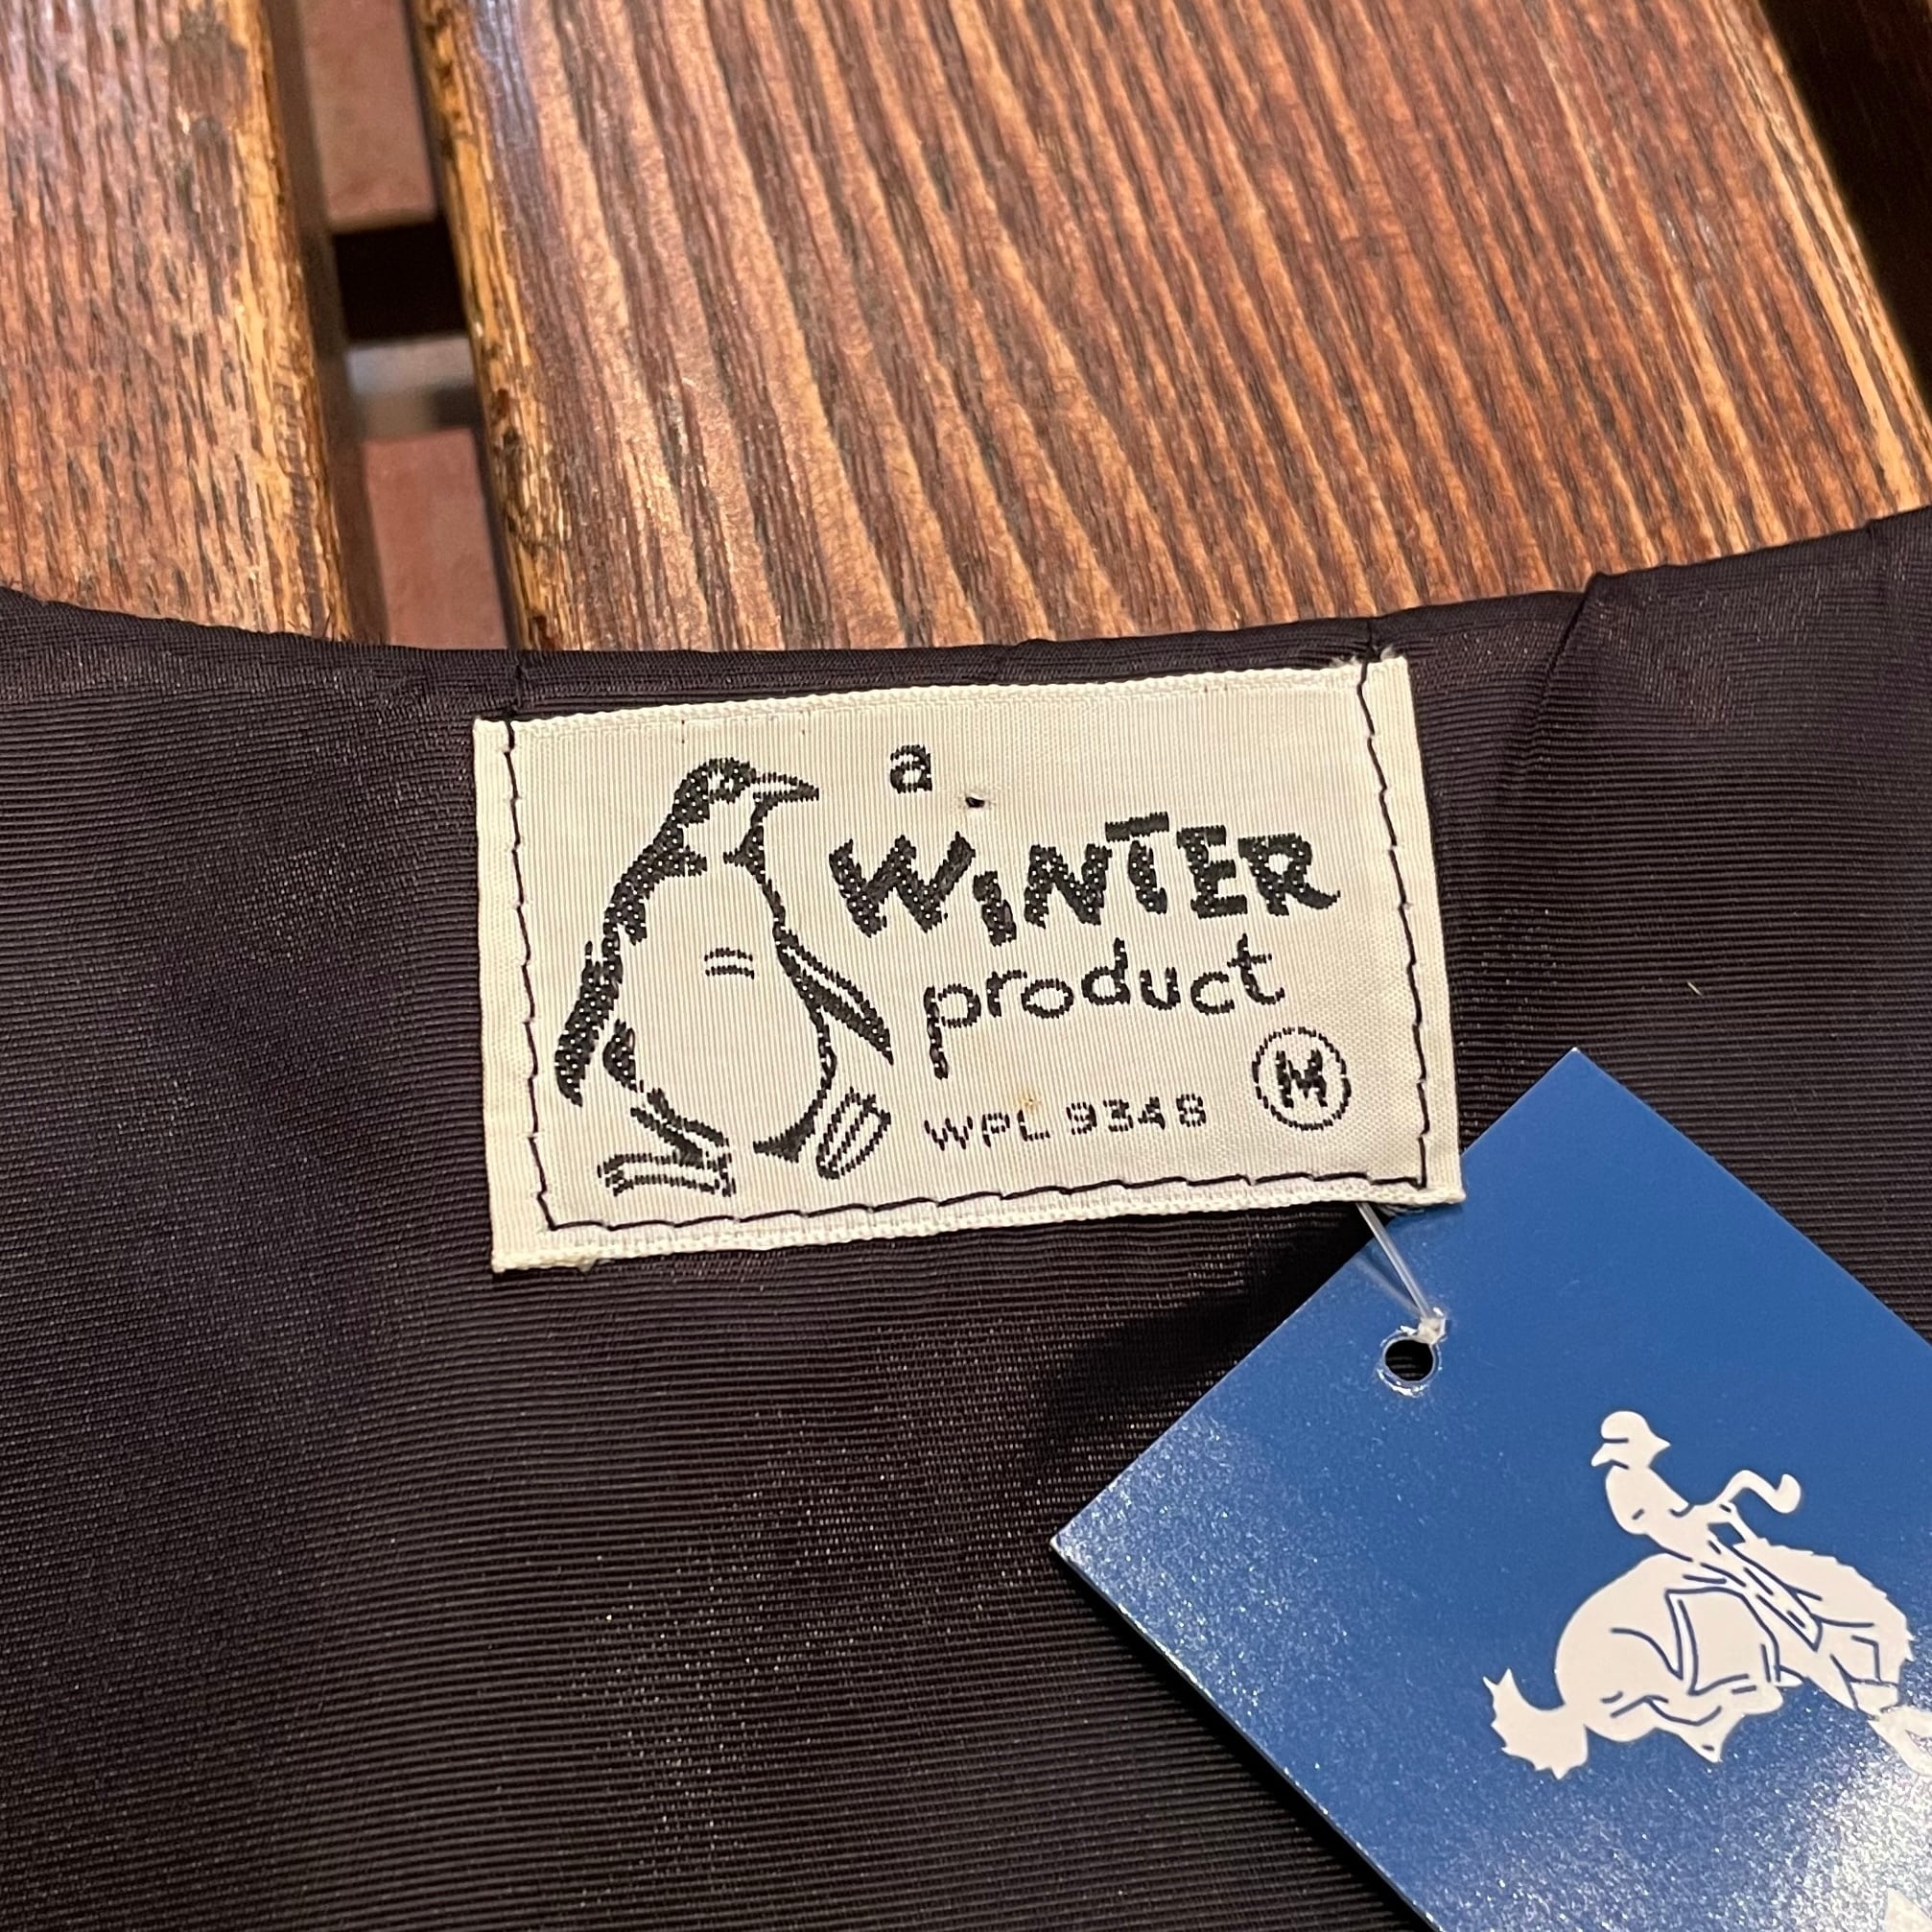 a
WiNTER
product
WPL 9348 M